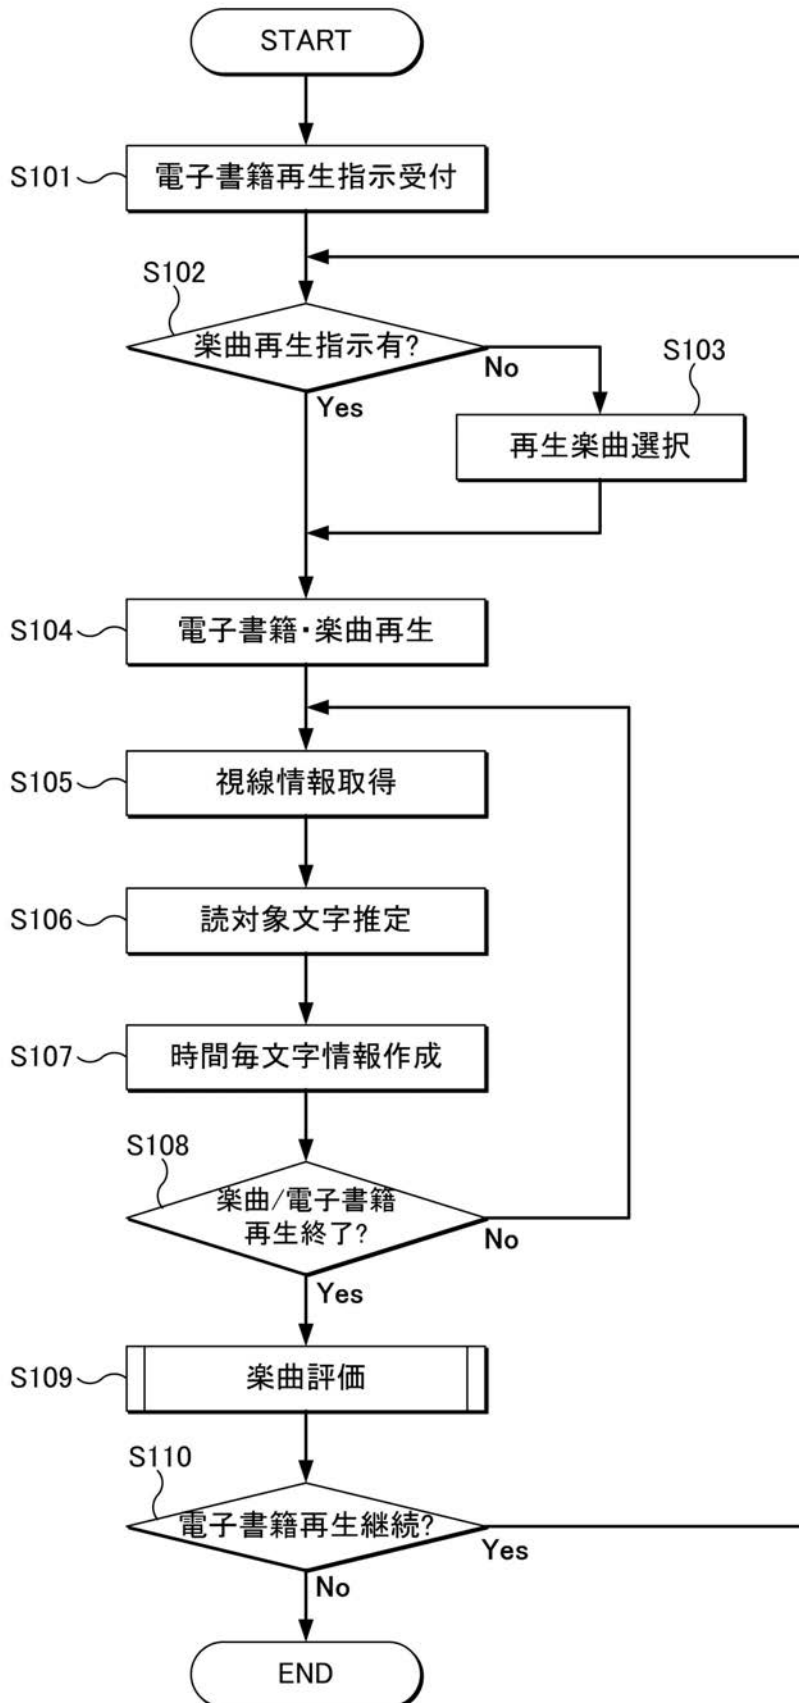 START
S101
電子書籍再生指示受付
S102
楽曲再生指示有?
No
Yes
S103
再生楽曲選択
S104
電子書籍・楽曲再生
S105
視線情報取得
S106
読対象文字推定
S107
時間毎文字情報作成
S108
楽曲/電子書籍
再生終了?
No
Yes
S109
楽曲評価
S110
電子書籍再生継続?
Yes
No
END